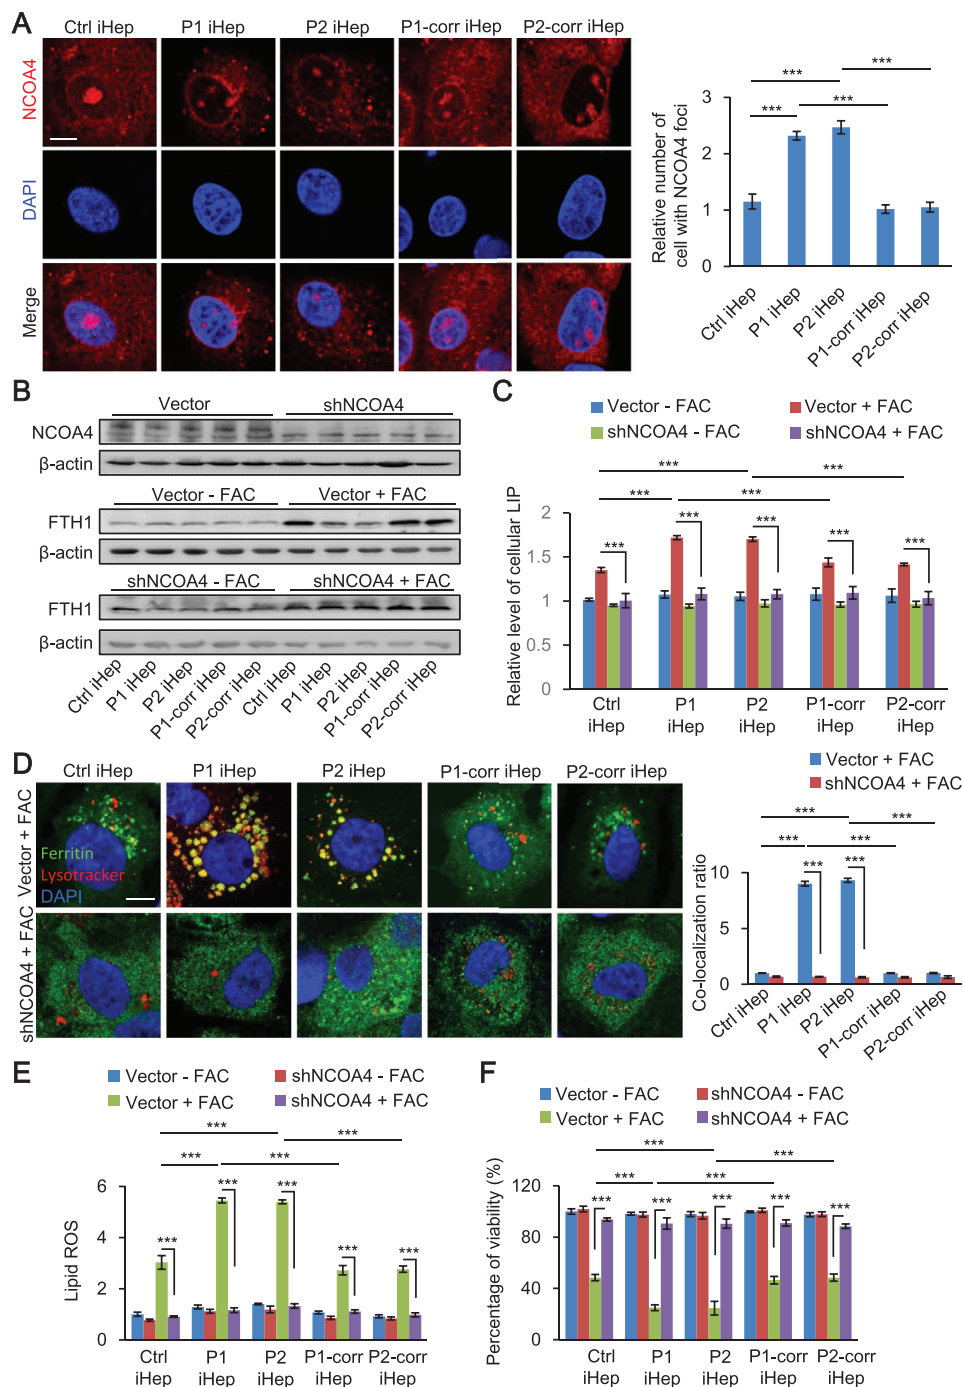 A
Ctrl iHep P1 iHep P2 iHep P1-corr iHep P2-corr iHep
NCOA4
DAPI
Merge
Relative number of
cell with NCOA4 foci
3
2
1
0
***
***
***
***
Ctrl iHep
P1 iHep
P2 iHep
P1-corr iHep
P2-corr iHep
B
Vector shNCOA4
NCOA4
β-actin
Vector - FAC Vector + FAC
FTH1
β-actin
shNCOA4 - FAC shNCOA4 + FAC
FTH1
β-actin
Ctrl iHep
P1 iHep
P2 iHep
P1-corr iHep
P2-corr iHep
Ctrl iHep
P1 iHep
P2 iHep
P1-corr iHep
P2-corr iHep
C
Vector - FAC Vector + FAC
shNCOA4 - FAC shNCOA4 + FAC
Relative level of cellular LIP
2
1.5
1
0.5
0
***
*** ***
*** ***
*** *** *** *** ***
Ctrl P1 P2 P1-corr P2-corr
iHep iHep iHep iHep iHep
D
Ctrl iHep P1 iHep P2 iHep P1-corr iHep P2-corr iHep
Vector + FAC
shNCOA4 + FAC
Ferritin
Lysotracker
DAPI
Vector + FAC
shNCOA4 + FAC
Co-localization ratio
10
5
0
***
*** *** ***
*** ***
Ctrl iHep
P1 iHep
P2 iHep
P1-corr iHep
P2-corr iHep
E
Vector - FAC shNCOA4 - FAC
Vector + FAC shNCOA4 + FAC
Lipid ROS
6
4
2
0
***
***
*** ***
*** *** *** *** ***
Ctrl P1 P2 P1-corr P2-corr
iHep iHep iHep iHep iHep
F
Vector - FAC shNCOA4 - FAC
Vector + FAC shNCOA4 + FAC
Percentage of viability (%)
120
80
40
0
***
***
*** ***
*** *** *** *** ***
Ctrl P1 P2 P1-corr P2-corr
iHep iHep iHep iHep iHep